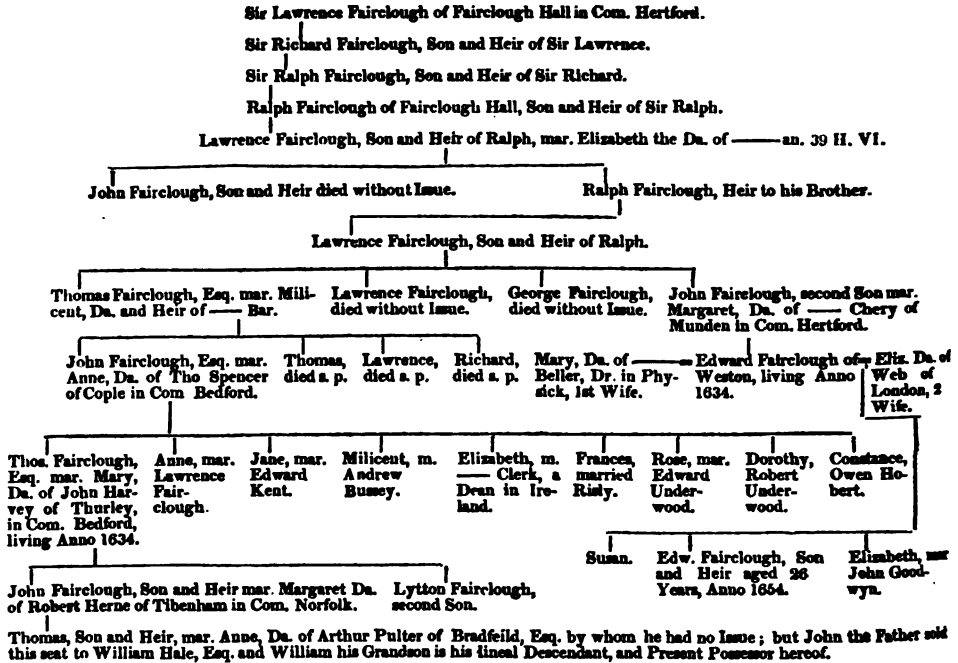 Sir Lawrence Fairclough of Fairclough Hall in Com. Hertford.
Sir Richard Fairclough, Son and Heir of Sir Lawrence.
Sir Ralph Fairclough, Son and Heir of Sir Richard.
Ralph Fairclough of Fairclough Hall, Son and Heir of Sir Ralph.
Lawrence Fairclough, Son and Heir of Ralph, mar. Elizabeth the Da. of —— an. 39 H. VI.
John Fairclough, Son and Heir died without Issue.
Ralph Fairclough, Heir to his Brother.
Lawrence Fairclough, Son and Heir of Ralph.
Thomas Fairclough, Esq. mar. Mili-
cent, Da. and Heir of —— Bar.
Lawrence Fairclough,
died without Issue.
George Fairclough,
died without Issue.
John Fairclough, second Son mar.
Margaret, Da. of —— Chery of
Munden in Com. Hertford.
John Fairclough, Esq. mar.
Anne, Da. of Tho Spencer
of Cople in Com Bedford.
Thomas,
died s. p.
Lawrence,
died s. p.
Richard,
died s. p.
Mary, Da. of ——
Beller, Dr. in Phy-
sick, 1st Wife.
Edward Fairclough of
Weston, living Anno
1634.
Eliz. Da. of
Web of
London, 2
Wife.
Thos. Fairclough,
Esq. mar. Mary,
Da. of John Har-
vey of Thurley,
in Com. Bedford,
living Anno 1634.
Anne, mar.
Lawrence
Fair-
clough.
Jane, mar.
Edward
Kent.
Milicent, m.
Andrew
Bussey.
Elizabeth, m.
—— Clerk, a
Dean in Ire-
land.
Frances,
married
Risly.
Rose, mar.
Edward
Under-
wood.
Dorothy,
Robert
Under-
wood.
Constance,
Owen Ho-
bert.
Susan.
Edw. Fairclough, Son
and Heir aged 26
Years, Anno 1654.
Elizabeth, mar
John Good-
wyn.
John Fairclough, Son and Heir mar. Margaret Da.
of Robert Herne of Tibenham in Com. Norfolk.
Lytton Fairclough,
second Son.
Thomas, Son and Heir, mar. Anne, Da. of Arthur Pulter of Bradfeild, Esq. by whom he had no Issue; but John the Father sold
this seat to William Hale, Esq. and William his Grandson is his lineal Descendant, and Present Possessor hereof.